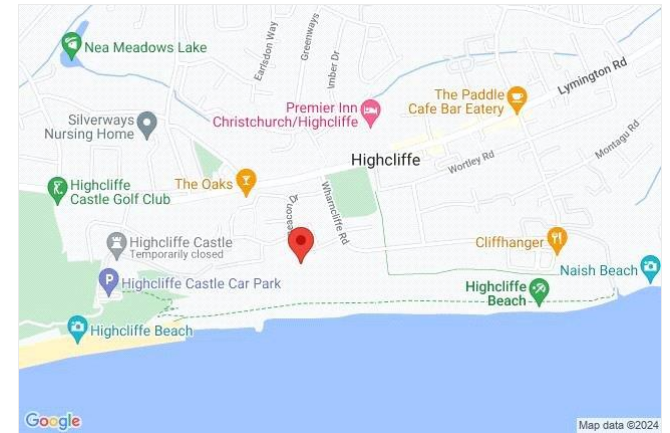 Nea Meadows Lake
Earlsdon Way
Greenways
mber Dr
Lymington Rd
The Paddle
Cafe Bar Eatery
Premier Inn
Christchurch/Highcliffe
Silverways
Nursing Home
Montagu Rd
Highcliffe
Wortley Rd
The Oaks
Highcliffe
Castle Golf Club
eacon Dr
Wharncliffe Rd
Highcliffe Castle
Temporarily closed
Cliffhanger
Naish Beach
Highcliffe Castle Car Park
Highcliffe
Beach
Highcliffe Beach
Google
Map data ©2024